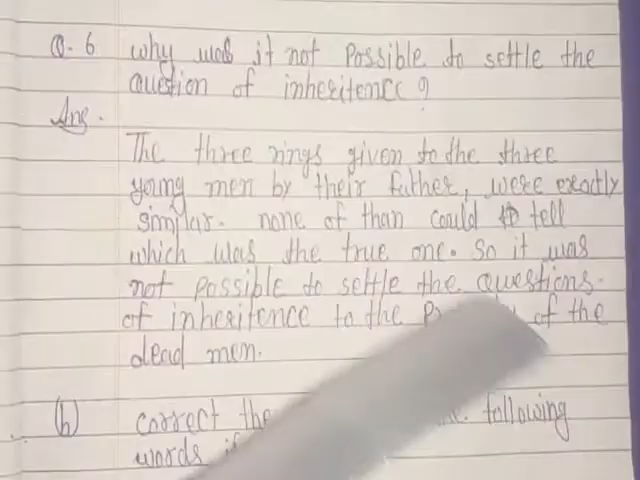 Q. 6 why was it not possible to settle the
question of inheritence?
Ans.
The three rings given to the three
young men by their father, were exactly
similar. none of than could tell
which was the true one. So it was
not possible to settle the questions.
of inheritence to the of the
dead men.
(b) correct the following
words